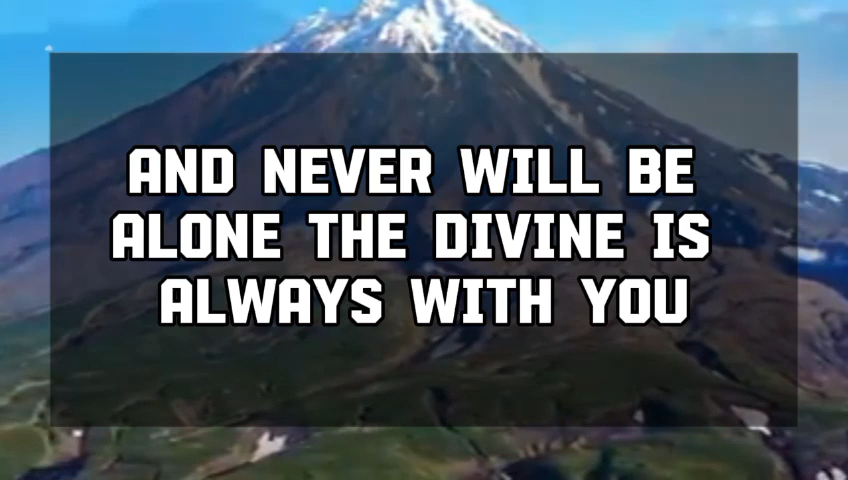 AND NEVER WILL BE
ALONE THE DIVINE IS
ALWAYS WITH YOU